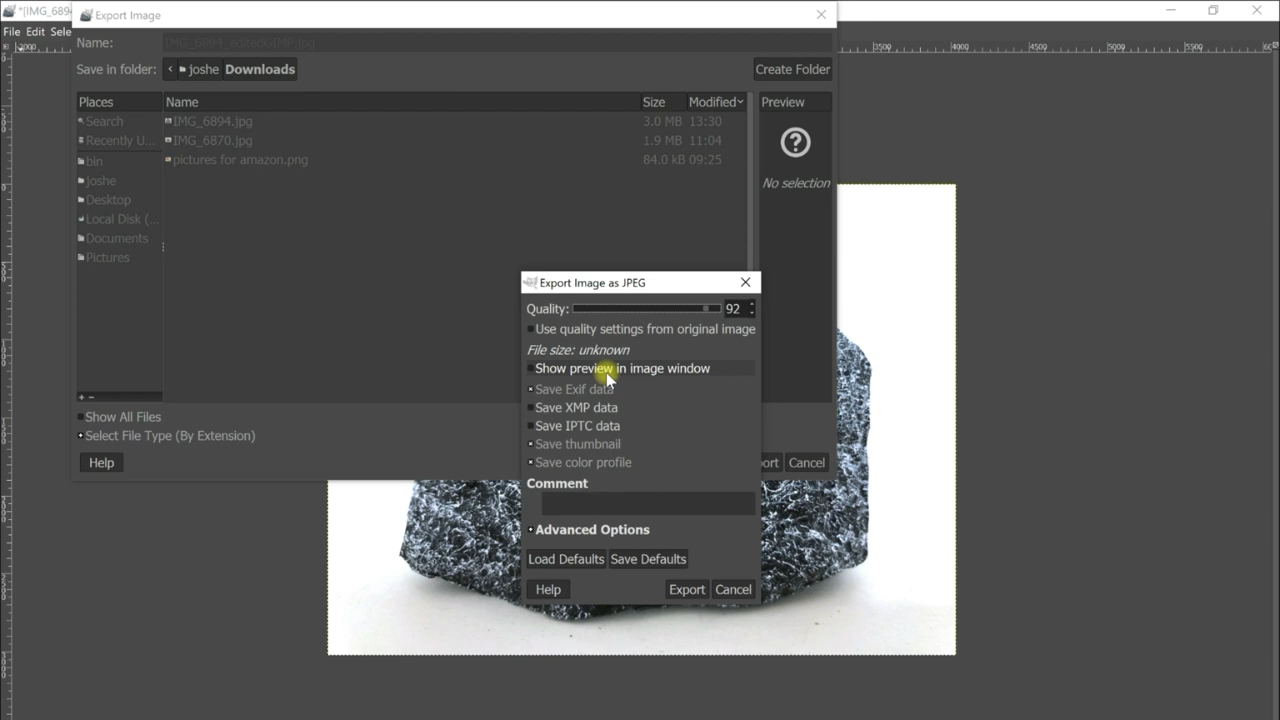 *[IMG_689
Export Image
File Edit Sele
Name: IMG_6894_editedGIMP.jpg
Save in folder: joshe Downloads Create Folder
3500 4000 4500 5000 5500
Places Name Size Modified Preview
Search IMG_6894.jpg 3.0 MB 13:30
Recently U... IMG_6870.jpg 1.9 MB 11:04
bin pictures for amazon.png 84.0 kB 09:25
joshe No selection
Desktop
Local Disk (...
Documents
Pictures
Export Image as JPEG
Quality: 92
Use quality settings from original image
File size: unknown
Show preview in image window
Save Exif data
Save XMP data
Save IPTC data
Save thumbnail
Save color profile
Comment
Advanced Options
Load Defaults Save Defaults
Help Export Cancel
Show All Files
Select File Type (By Extension)
Help ort Cancel